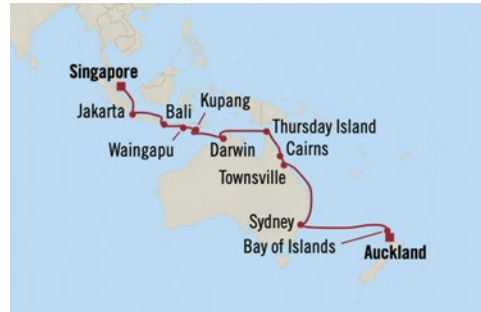 Singapore
Jakarta
Bali
Kupang
Waingapu
Darwin
Thursday Island
Cairns
Townsville
Sydney
Bay of Islands
Auckland